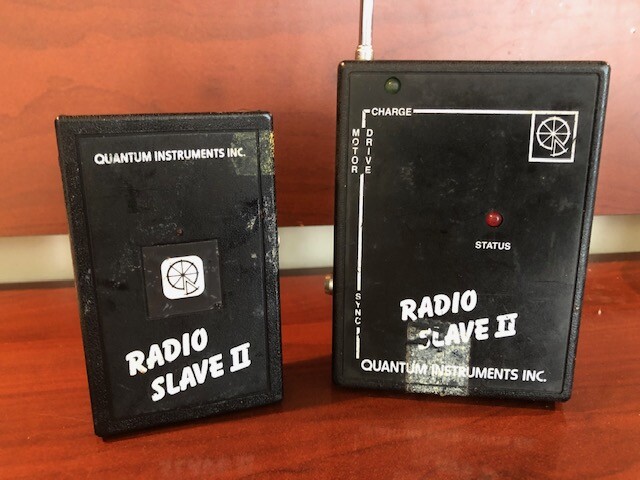 QUANTUM INSTRUMENTS INC.
RADIO
SLAVE II
CHARGE
MOTOR
DRIVE
STATUS
SYNC
RADIO
SLAVE II
QUANTUM INSTRUMENTS INC.